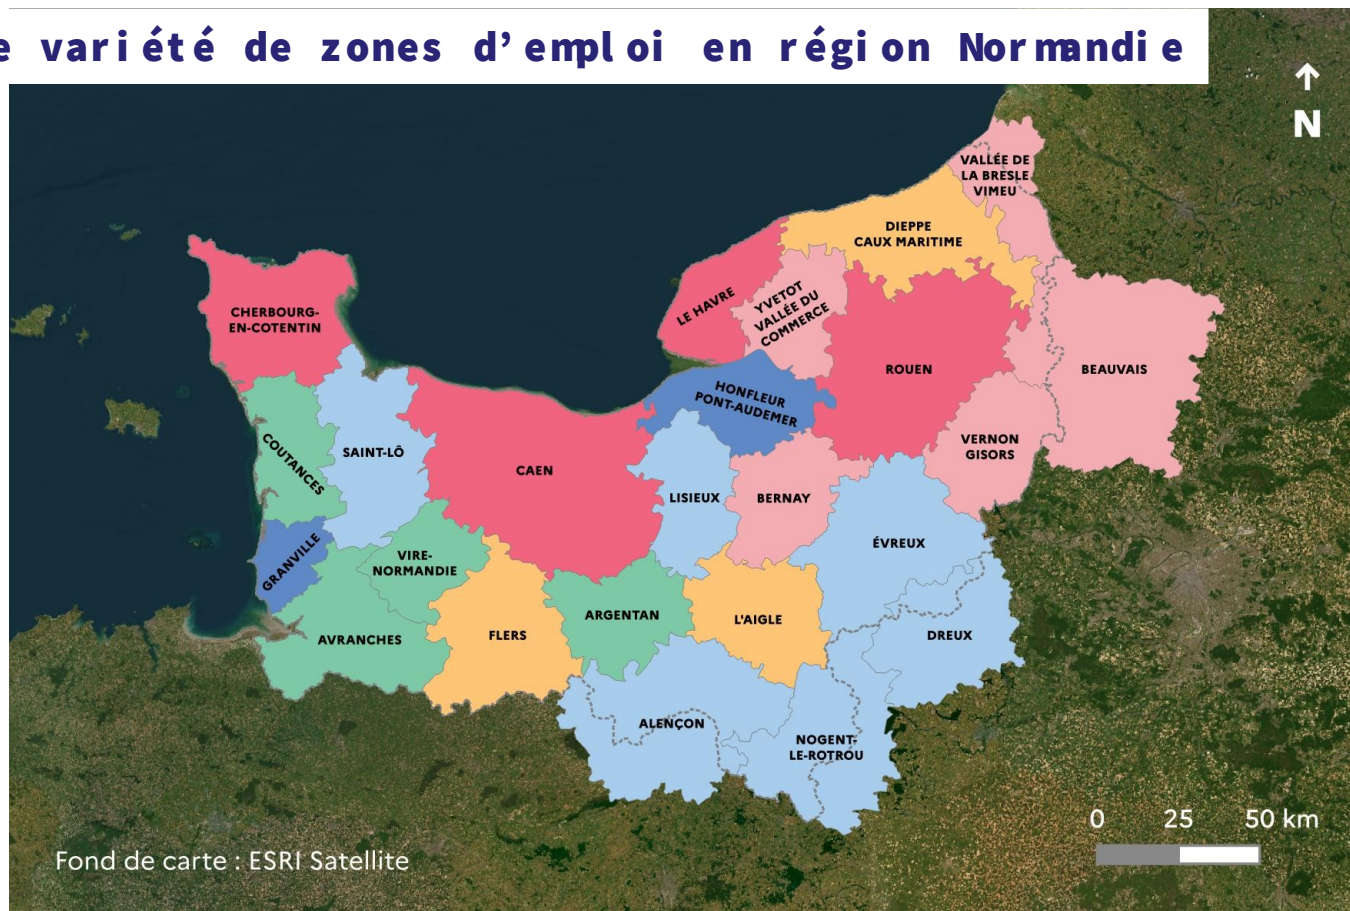 e variété de zones d’emploi en région Normandie
N
VALLÉE DE
LA BRESLE
VIMEU
DIEPPE
CAUX MARITIME
CHERBOURG-
EN-COTENTIN
LE HAVRE
YVETOT
VALLÉE DU
COMMERCE
ROUEN
BEAUVAIS
HONFLEUR
PONT-AUDEMER
COUTANCES
SAINT-LÔ
CAEN
LISIEUX
BERNAY
VERNON
GISORS
GRANVILLE
VIRE-
NORMANDIE
ÉVREUX
AVRANCHES
FLERS
ARGENTAN
L'AIGLE
DREUX
ALENÇON
NOGENT-
LE-ROTROU
0 25 50 km
Fond de carte : ESRI Satellite